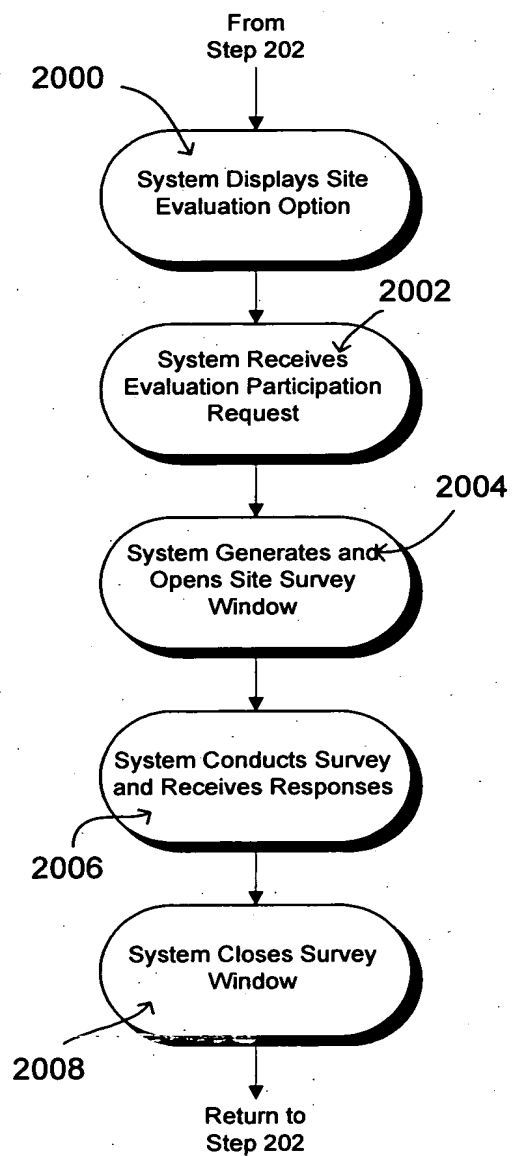 From
Step 202
2000
System Displays Site
Evaluation Option
2002
System Receives
Evaluation Participation
Request
2004
System Generates and
Opens Site Survey
Window
System Conducts Survey
and Receives Responses
2006
System Closes Survey
Window
2008
Return to
Step 202